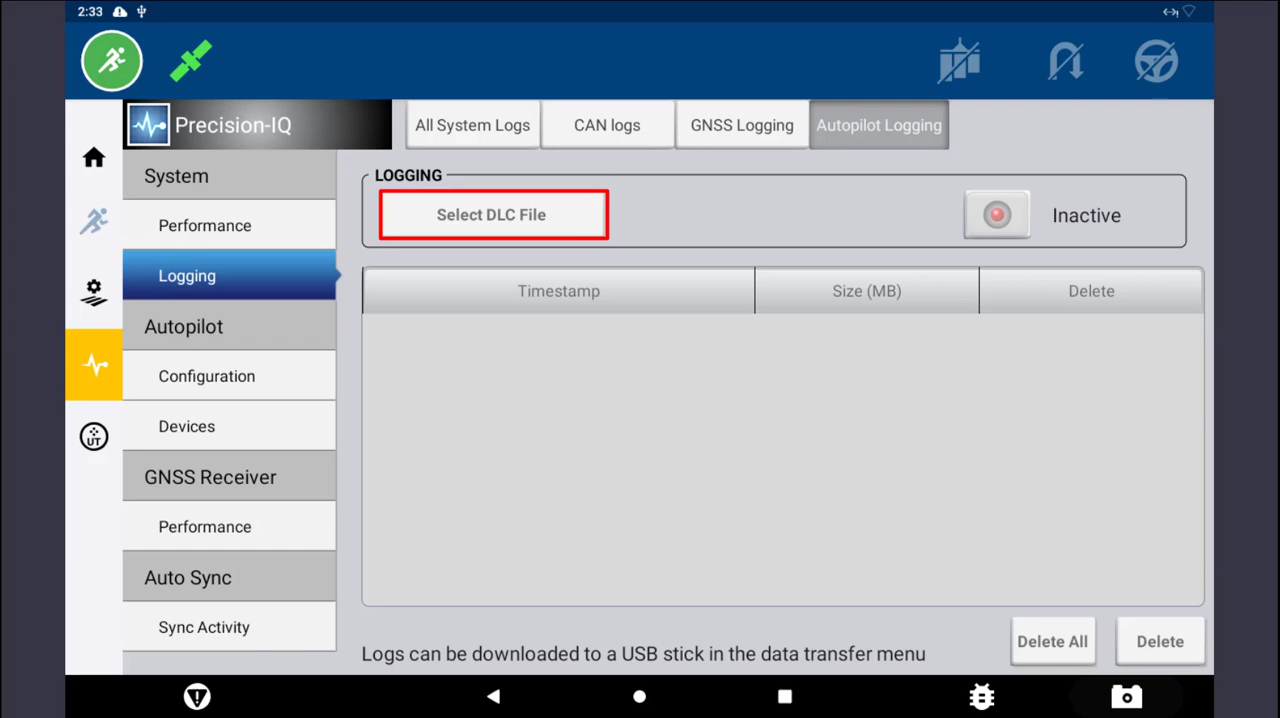 2:33
Precision-IQ
All System Logs
CAN logs
GNSS Logging
Autopilot Logging
System
Performance
Logging
Autopilot
Configuration
Devices
GNSS Receiver
Performance
Auto Sync
Sync Activity
UT
LOGGING
Select DLC File
Inactive
Timestamp
Size (MB)
Delete
Logs can be downloaded to a USB stick in the data transfer menu
Delete All
Delete